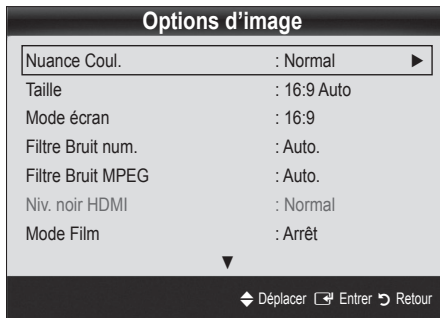 Options d'image
Nuance Coul. : Normal ►
Taille : 16:9 Auto
Mode écran : 16:9
Filtre Bruit num. : Auto.
Filtre Bruit MPEG : Auto.
Niv. noir HDMI : Normal
Mode Film : Arrêt
▼
Déplacer Entrer Retour